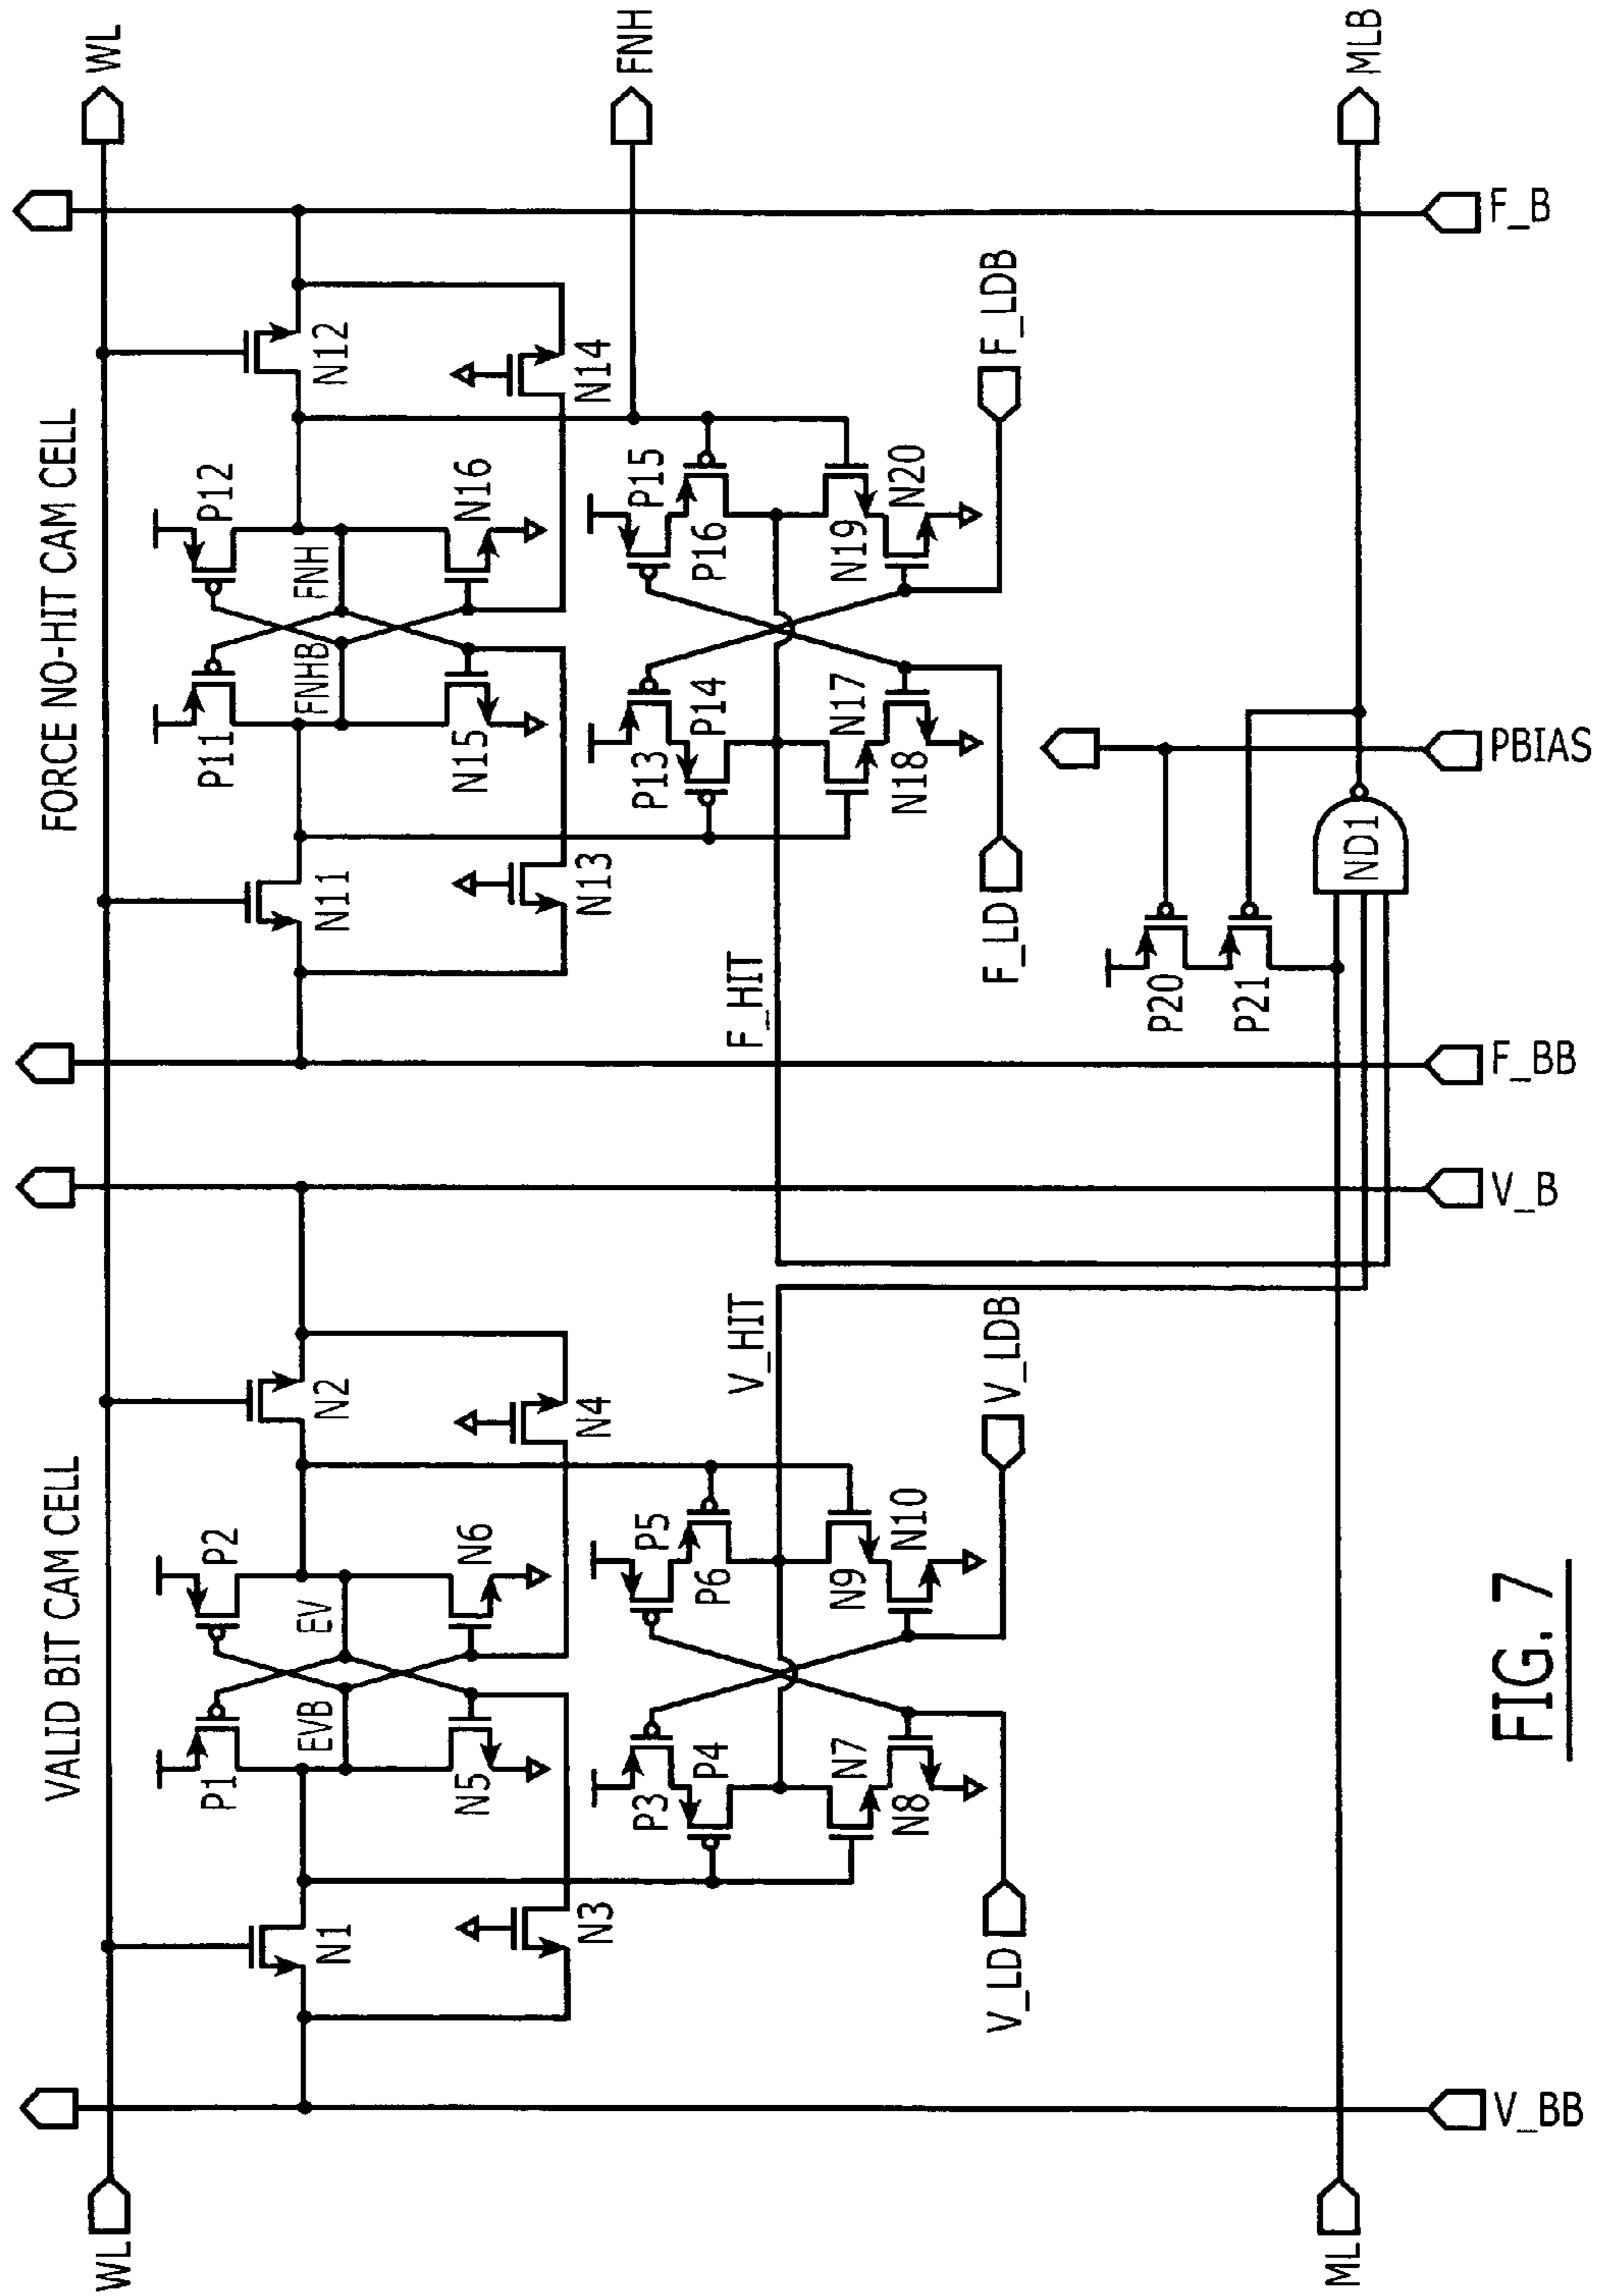 VALID BIT CAM CELL
FORCE NO-HIT CAM CELL
WL
WL
N1
P1
P2
N2
EVB
EV
N3
N5
N6
N4
P3
P4
P5
P6
V_HIT
N7
N8
N9
N10
V_LD
V_LDB
N11
P11
P12
N12
FNHB
FNH
N13
N15
N16
N14
FNH
P13
P14
P15
P16
F_HIT
N17
N18
N19
N20
F_LD
F_LDB
P20
P21
ND1
ML
MLB
V_BB
V_B
F_BB
PBIAS
F_B
FIG. 7